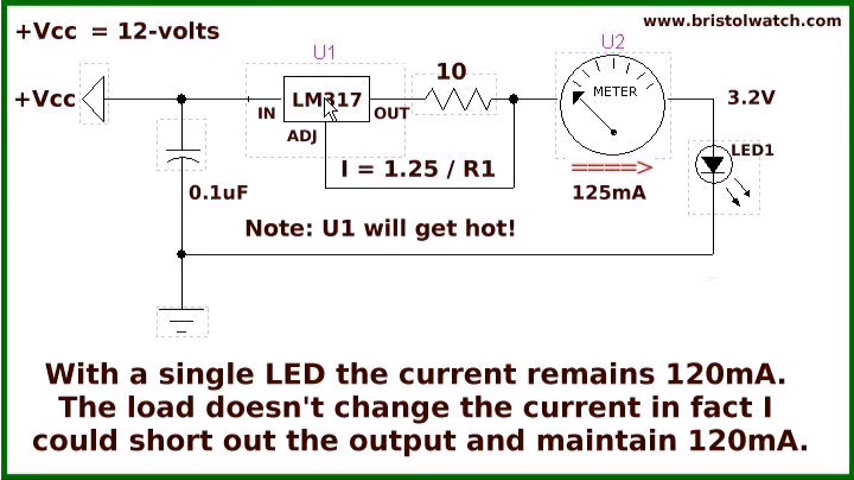 +Vcc = 12-volts
www.bristolwatch.com
U1
U2
+Vcc
LM317
IN
OUT
ADJ
10
METER
3.2V
LED1
I = 1.25 / R1
====>
125mA
0.1uF
Note: U1 will get hot!
With a single LED the current remains 120mA.
The load doesn't change the current in fact I
could short out the output and maintain 120mA.